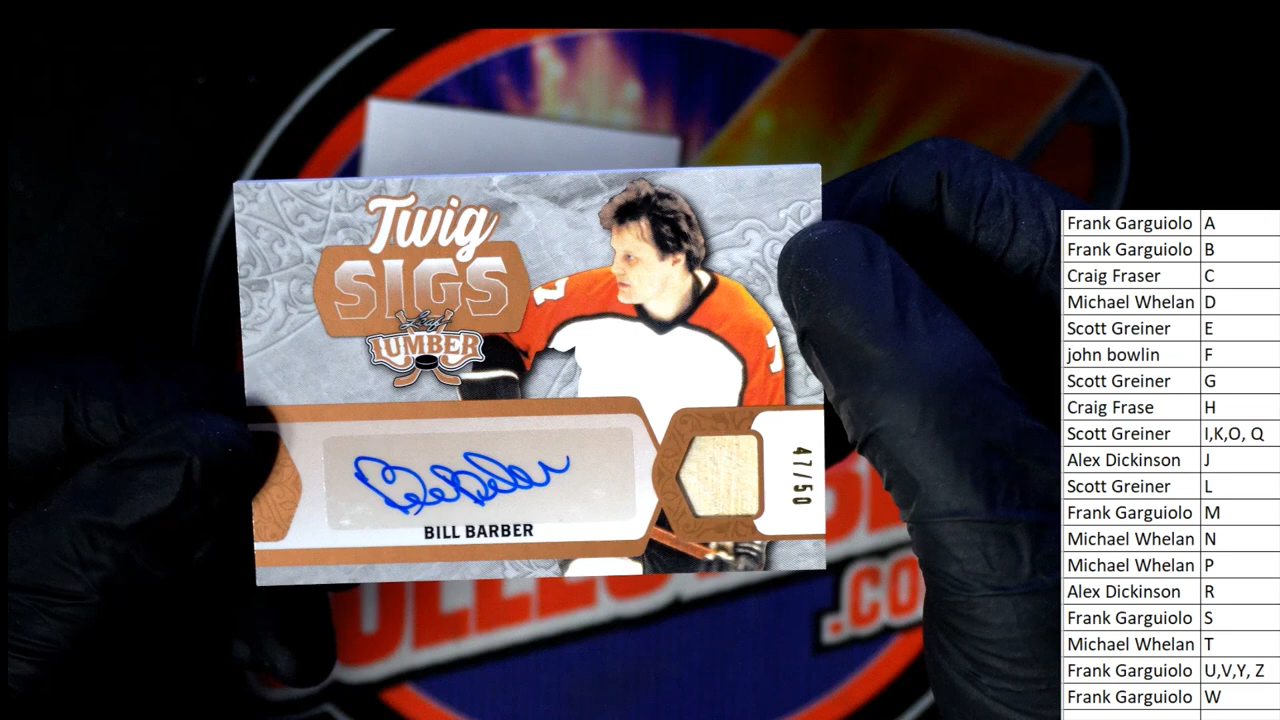 Twig
SIGS
Leaf
LUMBER
BILL BARBER
47/50
.CO
Frank Garguiolo A
Frank Garguiolo B
Craig Fraser C
Michael Whelan D
Scott Greiner E
john bowlin F
Scott Greiner G
Craig Frase H
Scott Greiner I,K,O, Q
Alex Dickinson J
Scott Greiner L
Frank Garguiolo M
Michael Whelan N
Michael Whelan P
Alex Dickinson R
Frank Garguiolo S
Michael Whelan T
Frank Garguiolo U,V,Y, Z
Frank Garguiolo W